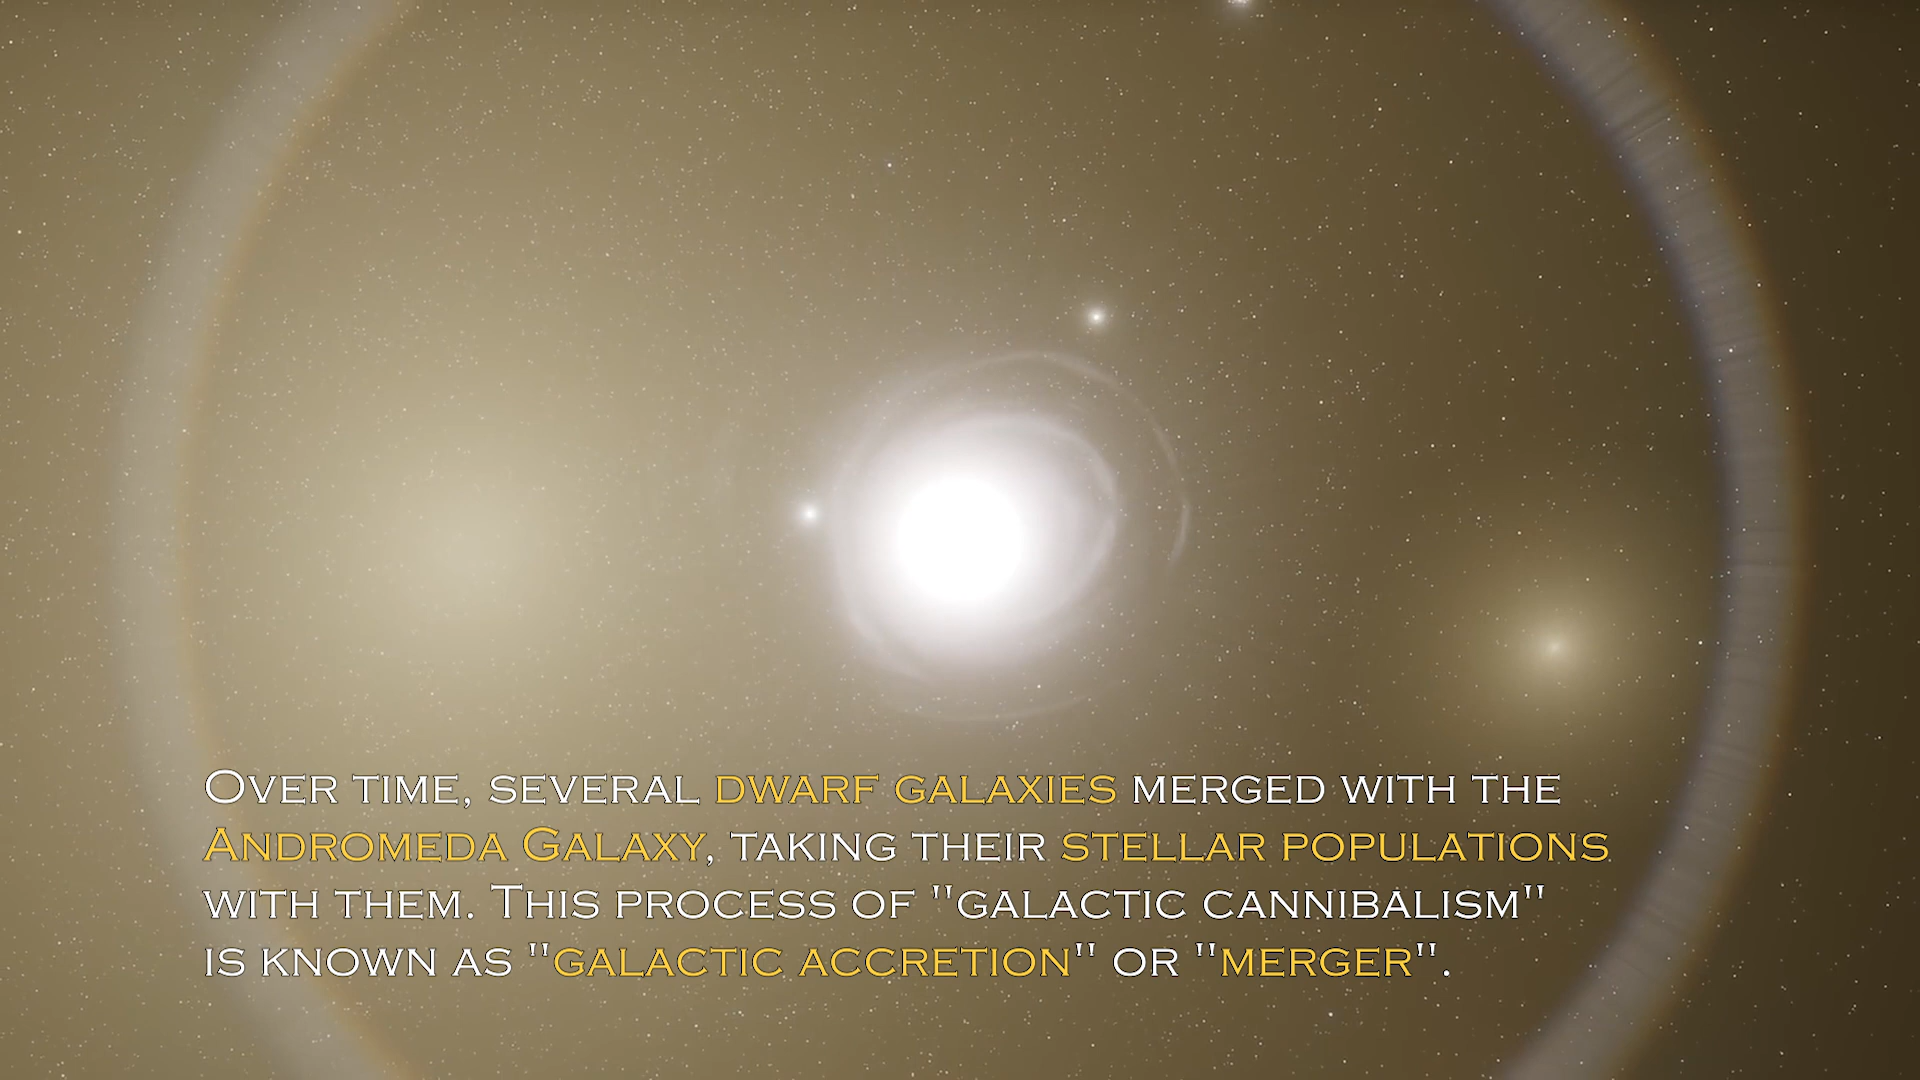 Over time, several dwarf galaxies merged with the
Andromeda Galaxy, taking their stellar populations
with them. This process of "galactic cannibalism"
is known as "galactic accretion" or "merger".